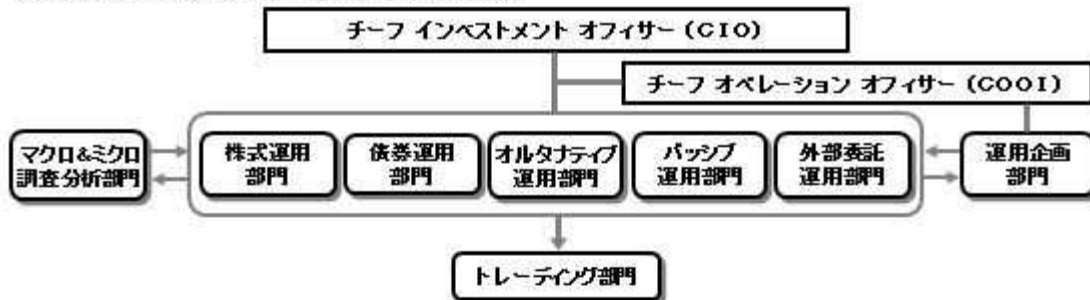 チーフ インベストメント オフィサー (CIO)
チーフ オペレーション オフィサー (COOI)
マクロ&ミクロ
調査分析部門
株式運用
部門
債券運用
部門
オルタナティブ
運用部門
パッシブ
運用部門
外部委託
運用部門
運用企画
部門
トレーディング部門